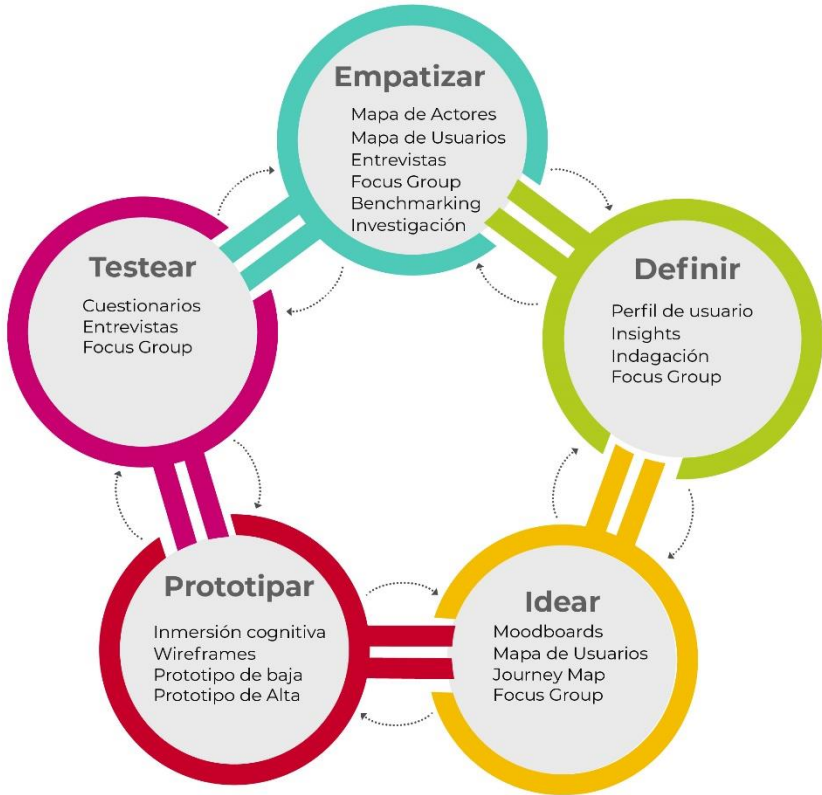 Empatizar
Mapa de Actores
Mapa de Usuarios
Entrevistas
Focus Group
Benchmarking
Investigación
Definir
Perfil de usuario
Insights
Indagación
Focus Group
Idear
Moodboards
Mapa de Usuarios
Journey Map
Focus Group
Prototipar
Inmersión cognitiva
Wireframes
Prototipo de baja
Prototipo de Alta
Testear
Cuestionarios
Entrevistas
Focus Group